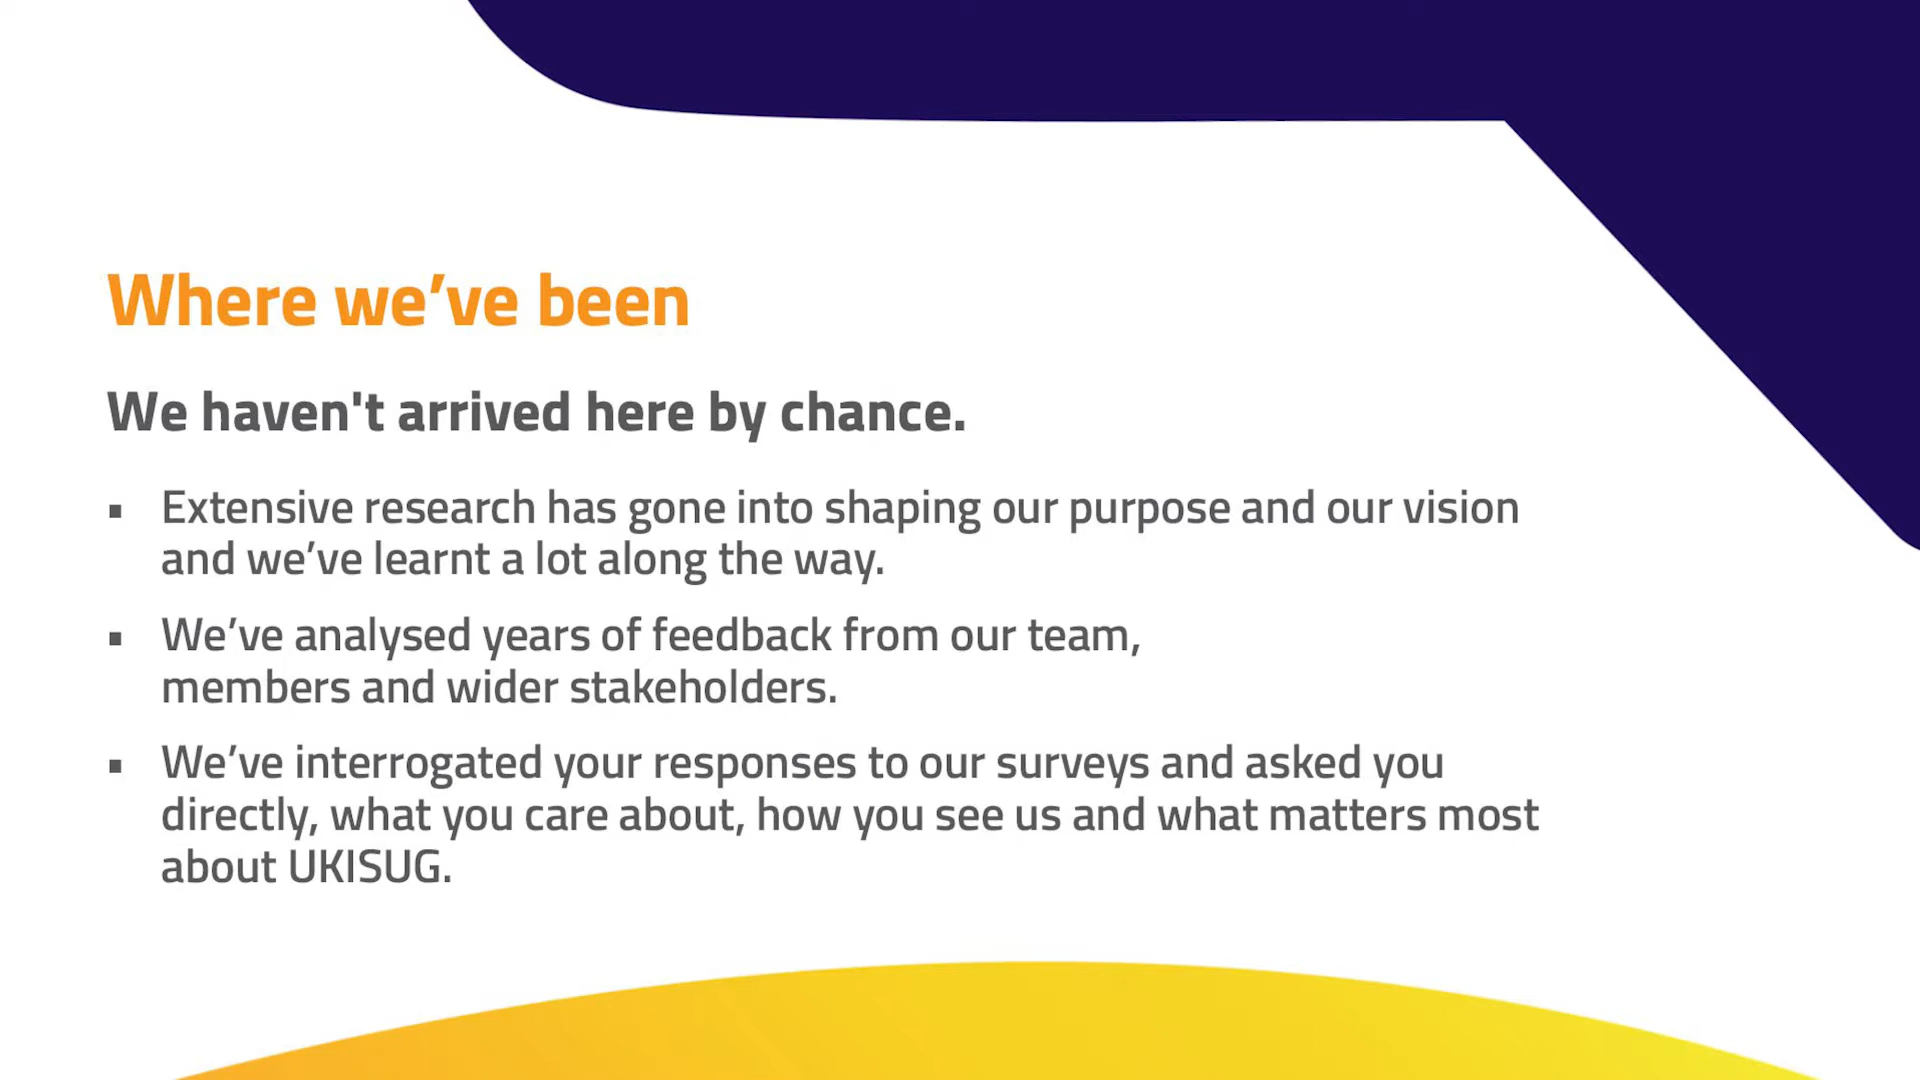 Where we’ve been
We haven't arrived here by chance.
▪ Extensive research has gone into shaping our purpose and our vision
and we’ve learnt a lot along the way.
▪ We’ve analysed years of feedback from our team,
members and wider stakeholders.
▪ We’ve interrogated your responses to our surveys and asked you
directly, what you care about, how you see us and what matters most
about UKISUG.